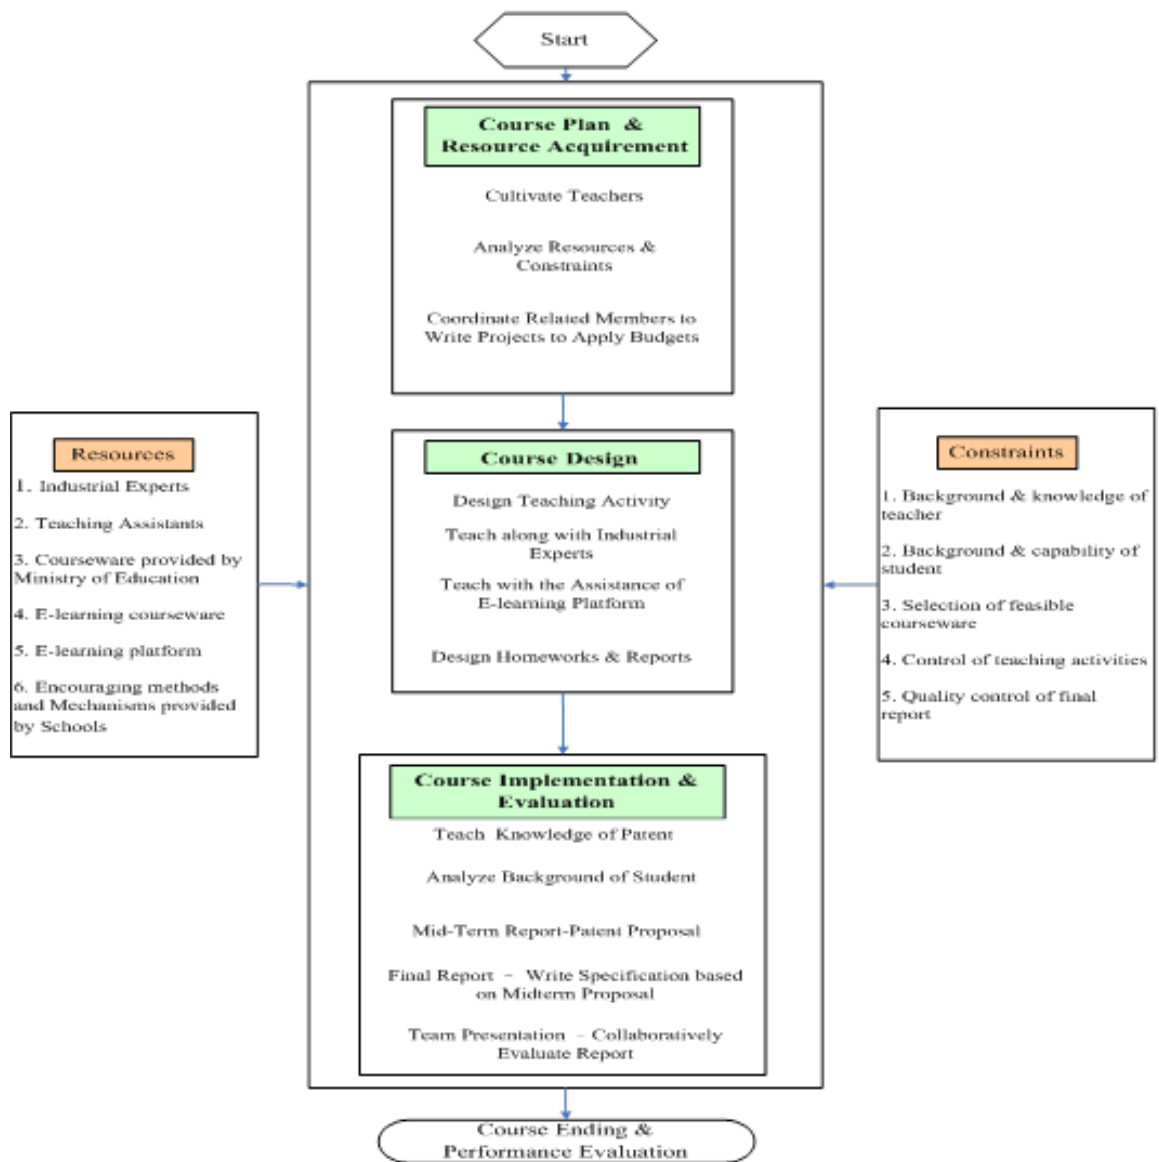 Start
Course Plan &
Resource Acquirement
Cultivate Teachers
Analyze Resources &
Constraints
Coordinate Related Members to
Write Projects to Apply Budgets
Resources
1. Industrial Experts
2. Teaching Assistants
3. Courseware provided by
Ministry of Education
4. E-learning courseware
5. E-learning platform
6. Encouraging methods
and Mechanisms provided
by Schools
Course Design
Design Teaching Activity
Teach along with Industrial
Experts
Teach with the Assistance of
E-learning Platform
Design Homeworks & Reports
Constraints
1. Background & knowledge of
teacher
2. Background & capability of
student
3. Selection of feasible
courseware
4. Control of teaching activities
5. Quality control of final
report
Course Implementation &
Evaluation
Teach Knowledge of Patent
Analyze Background of Student
Mid-Term Report-Patent Proposal
Final Report – Write Specification based
on Midterm Proposal
Team Presentation – Collaboratively
Evaluate Report
Course Ending &
Performance Evaluation